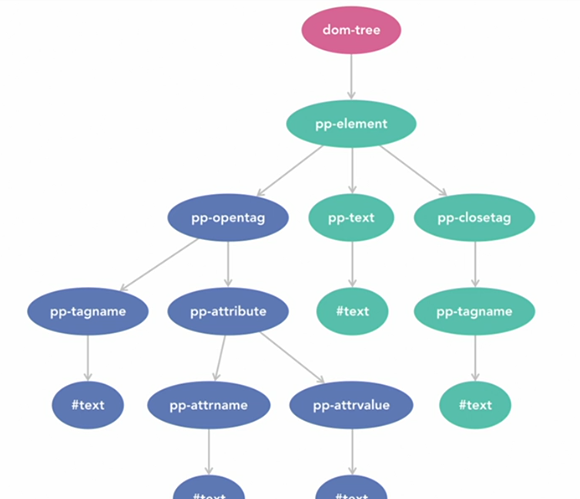 dom-tree
pp-element
pp-opentag
pp-text
pp-closetag
pp-tagname
pp-attribute
#text
pp-tagname
#text
pp-attrname
pp-attrvalue
#text
#text
#text